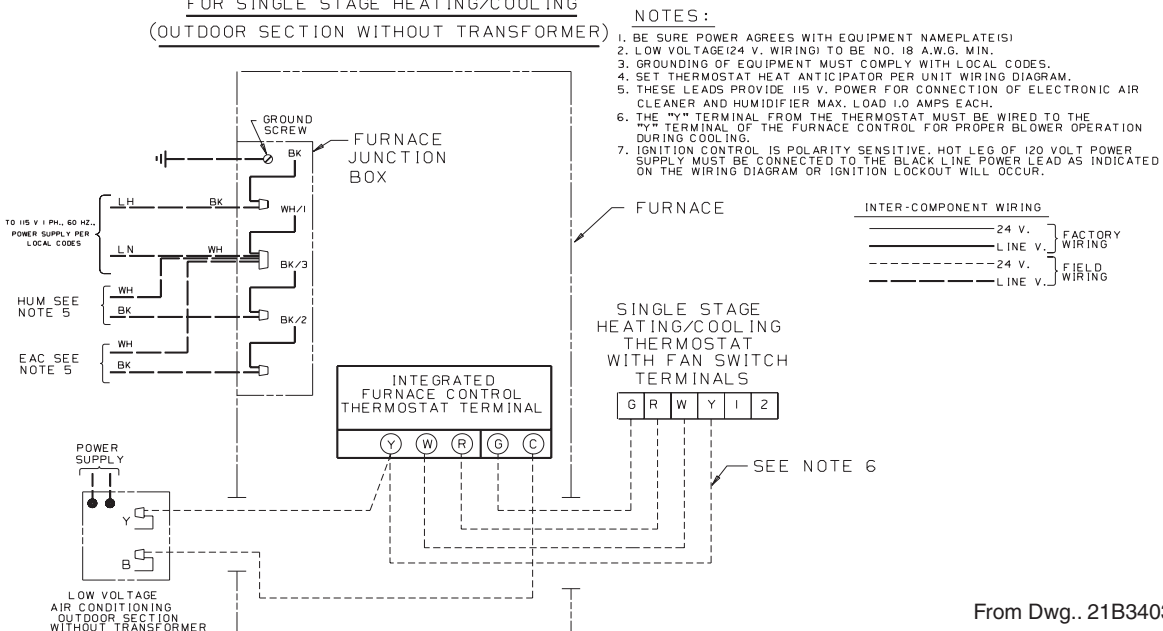 FOR SINGLE STAGE HEATING/COOLING
(OUTDOOR SECTION WITHOUT TRANSFORMER)
NOTES:
1. BE SURE POWER AGREES WITH EQUIPMENT NAMEPLATE(S)
2. LOW VOLTAGE(24 V. WIRING) TO BE NO. 18 A.W.G. MIN.
3. GROUNDING OF EQUIPMENT MUST COMPLY WITH LOCAL CODES.
4. SET THERMOSTAT HEAT ANTICIPATOR PER UNIT WIRING DIAGRAM.
5. THESE LEADS PROVIDE 115 V. POWER FOR CONNECTION OF ELECTRONIC AIR
CLEANER AND HUMIDIFIER MAX. LOAD 1.0 AMPS EACH.
6. THE "Y" TERMINAL FROM THE THERMOSTAT MUST BE WIRED TO THE
"Y" TERMINAL OF THE FURNACE CONTROL FOR PROPER BLOWER OPERATION
DURING COOLING.
7. IGNITION CONTROL IS POLARITY SENSITIVE. HOT LEG OF 120 VOLT POWER
SUPPLY MUST BE CONNECTED TO THE BLACK LINE POWER LEAD AS INDICATED
ON THE WIRING DIAGRAM OR IGNITION LOCKOUT WILL OCCUR.
GROUND
SCREW
BK
FURNACE
JUNCTION
BOX
LH BK
WH/1
TO 115 V 1 PH., 60 HZ.,
POWER SUPPLY PER
LOCAL CODES
LN WH
BK/3
HUM SEE
NOTE 5
WH
BK
BK/2
EAC SEE
NOTE 5
WH
BK
FURNACE
INTER-COMPONENT WIRING
24 V.
LINE V.
FACTORY
WIRING
24 V.
LINE V.
FIELD
WIRING
SINGLE STAGE
HEATING/COOLING
THERMOSTAT
WITH FAN SWITCH
TERMINALS
G R W Y 1 2
INTEGRATED
FURNACE CONTROL
THERMOSTAT TERMINAL
Y W R G C
SEE NOTE 6
POWER
SUPPLY
Y
B
LOW VOLTAGE
AIR CONDITIONING
OUTDOOR SECTION
WITHOUT TRANSFORMER
From Dwg.. 21B3403